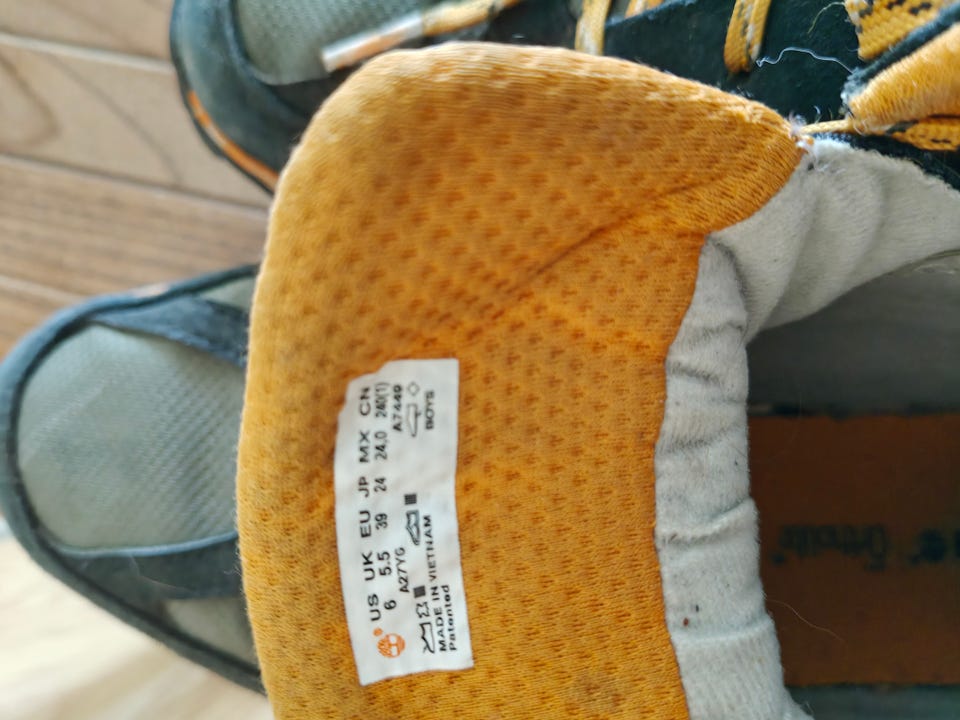 US UK EU JP MX CN
6 5.5 39 24 24.0 240(1)
A27YG A7449
BOYS
MADE IN VIETNAM
Patented
Ortholite